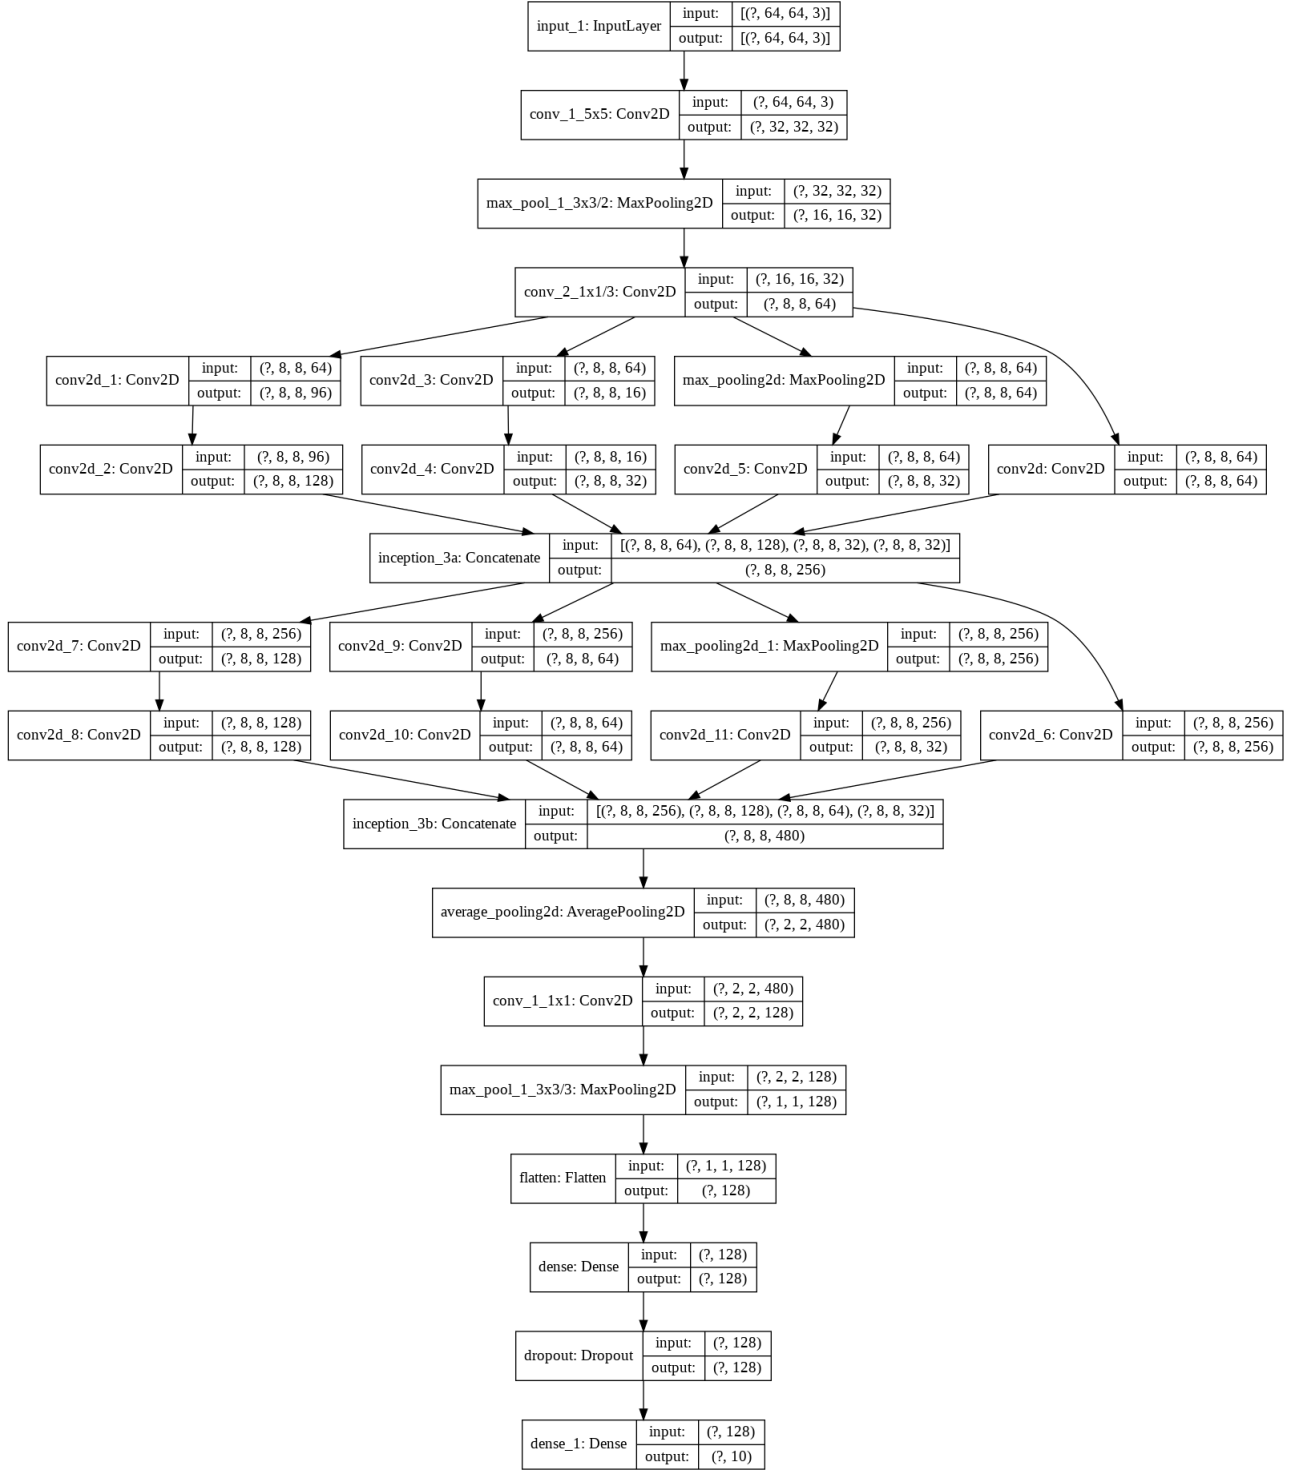 input_1: InputLayer
input: [(?, 64, 64, 3)]
output: [(?, 64, 64, 3)]
conv_1_5x5: Conv2D
input: (?, 64, 64, 3)
output: (?, 32, 32, 32)
max_pool_1_3x3/2: MaxPooling2D
input: (?, 32, 32, 32)
output: (?, 16, 16, 32)
conv_2_1x1/3: Conv2D
input: (?, 16, 16, 32)
output: (?, 8, 8, 64)
conv2d_1: Conv2D
input: (?, 8, 8, 64)
output: (?, 8, 8, 96)
conv2d_3: Conv2D
input: (?, 8, 8, 64)
output: (?, 8, 8, 16)
max_pooling2d: MaxPooling2D
input: (?, 8, 8, 64)
output: (?, 8, 8, 64)
conv2d_2: Conv2D
input: (?, 8, 8, 96)
output: (?, 8, 8, 128)
conv2d_4: Conv2D
input: (?, 8, 8, 16)
output: (?, 8, 8, 32)
conv2d_5: Conv2D
input: (?, 8, 8, 64)
output: (?, 8, 8, 32)
conv2d: Conv2D
input: (?, 8, 8, 64)
output: (?, 8, 8, 64)
inception_3a: Concatenate
input: [(?, 8, 8, 64), (?, 8, 8, 128), (?, 8, 8, 32), (?, 8, 8, 32)]
output: (?, 8, 8, 256)
conv2d_7: Conv2D
input: (?, 8, 8, 256)
output: (?, 8, 8, 128)
conv2d_9: Conv2D
input: (?, 8, 8, 256)
output: (?, 8, 8, 64)
max_pooling2d_1: MaxPooling2D
input: (?, 8, 8, 256)
output: (?, 8, 8, 256)
conv2d_8: Conv2D
input: (?, 8, 8, 128)
output: (?, 8, 8, 128)
conv2d_10: Conv2D
input: (?, 8, 8, 64)
output: (?, 8, 8, 64)
conv2d_11: Conv2D
input: (?, 8, 8, 256)
output: (?, 8, 8, 32)
conv2d_6: Conv2D
input: (?, 8, 8, 256)
output: (?, 8, 8, 256)
inception_3b: Concatenate
input: [(?, 8, 8, 256), (?, 8, 8, 128), (?, 8, 8, 64), (?, 8, 8, 32)]
output: (?, 8, 8, 480)
average_pooling2d: AveragePooling2D
input: (?, 8, 8, 480)
output: (?, 2, 2, 480)
conv_1_1x1: Conv2D
input: (?, 2, 2, 480)
output: (?, 2, 2, 128)
max_pool_1_3x3/3: MaxPooling2D
input: (?, 2, 2, 128)
output: (?, 1, 1, 128)
flatten: Flatten
input: (?, 1, 1, 128)
output: (?, 128)
dense: Dense
input: (?, 128)
output: (?, 128)
dropout: Dropout
input: (?, 128)
output: (?, 128)
dense_1: Dense
input: (?, 128)
output: (?, 10)